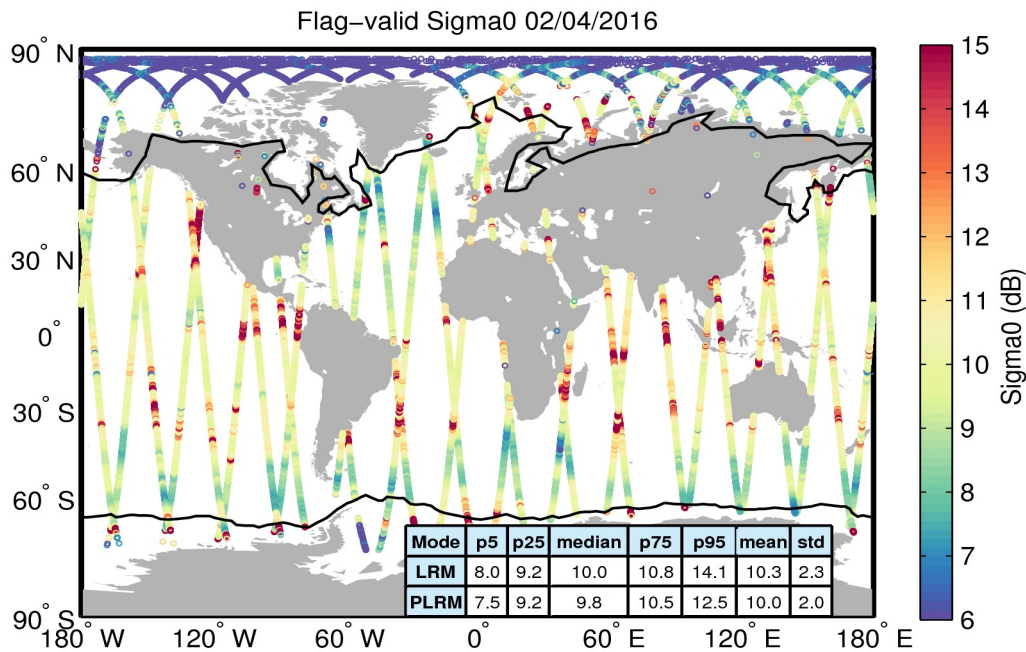 Flag-valid Sigma0 02/04/2016
90° N
60° N
30° N
0°
30° S
60° S
90° S
180° W
120° W
60° W
0°
60° E
120° E
180° E
Mode p5 p25 median p75 p95 mean std
LRM 8.0 9.2 10.0 10.8 14.1 10.3 2.3
PLRM 7.5 9.2 9.8 10.5 12.5 10.0 2.0
15
14
13
12
11
10
9
8
7
6
Sigma0 (dB)